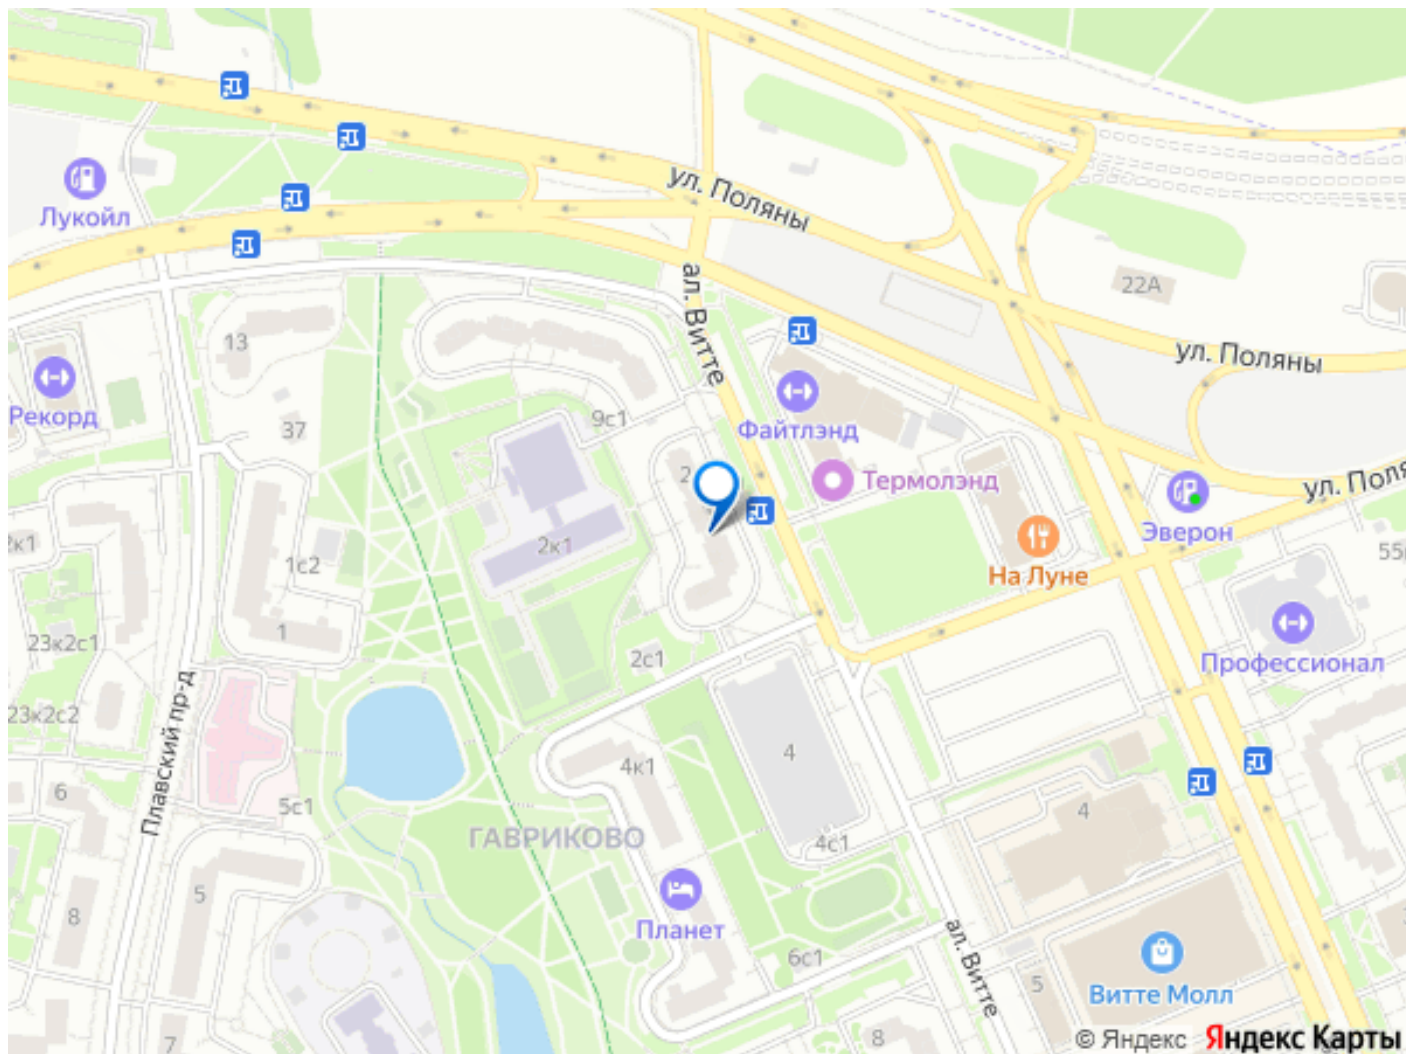 Лукойл
ул. Поляны
22А
ал. Витте
13
ул. Поляны
Рекорд
9с1
37
Файтлэнд
2
Термолэнд
ул. Поля
Эверон
2к1
2к1
1с2
На Луне
55
1
23к2с1
2с1
Профессионал
23к2с2
Плавский пр-д
4
4к1
6
5с1
4
ГАВРИКОВО
4с1
5
8
Планет
ал. Витте
6с1
5
Витте Молл
7
8
© Яндекс Яндекс Карты